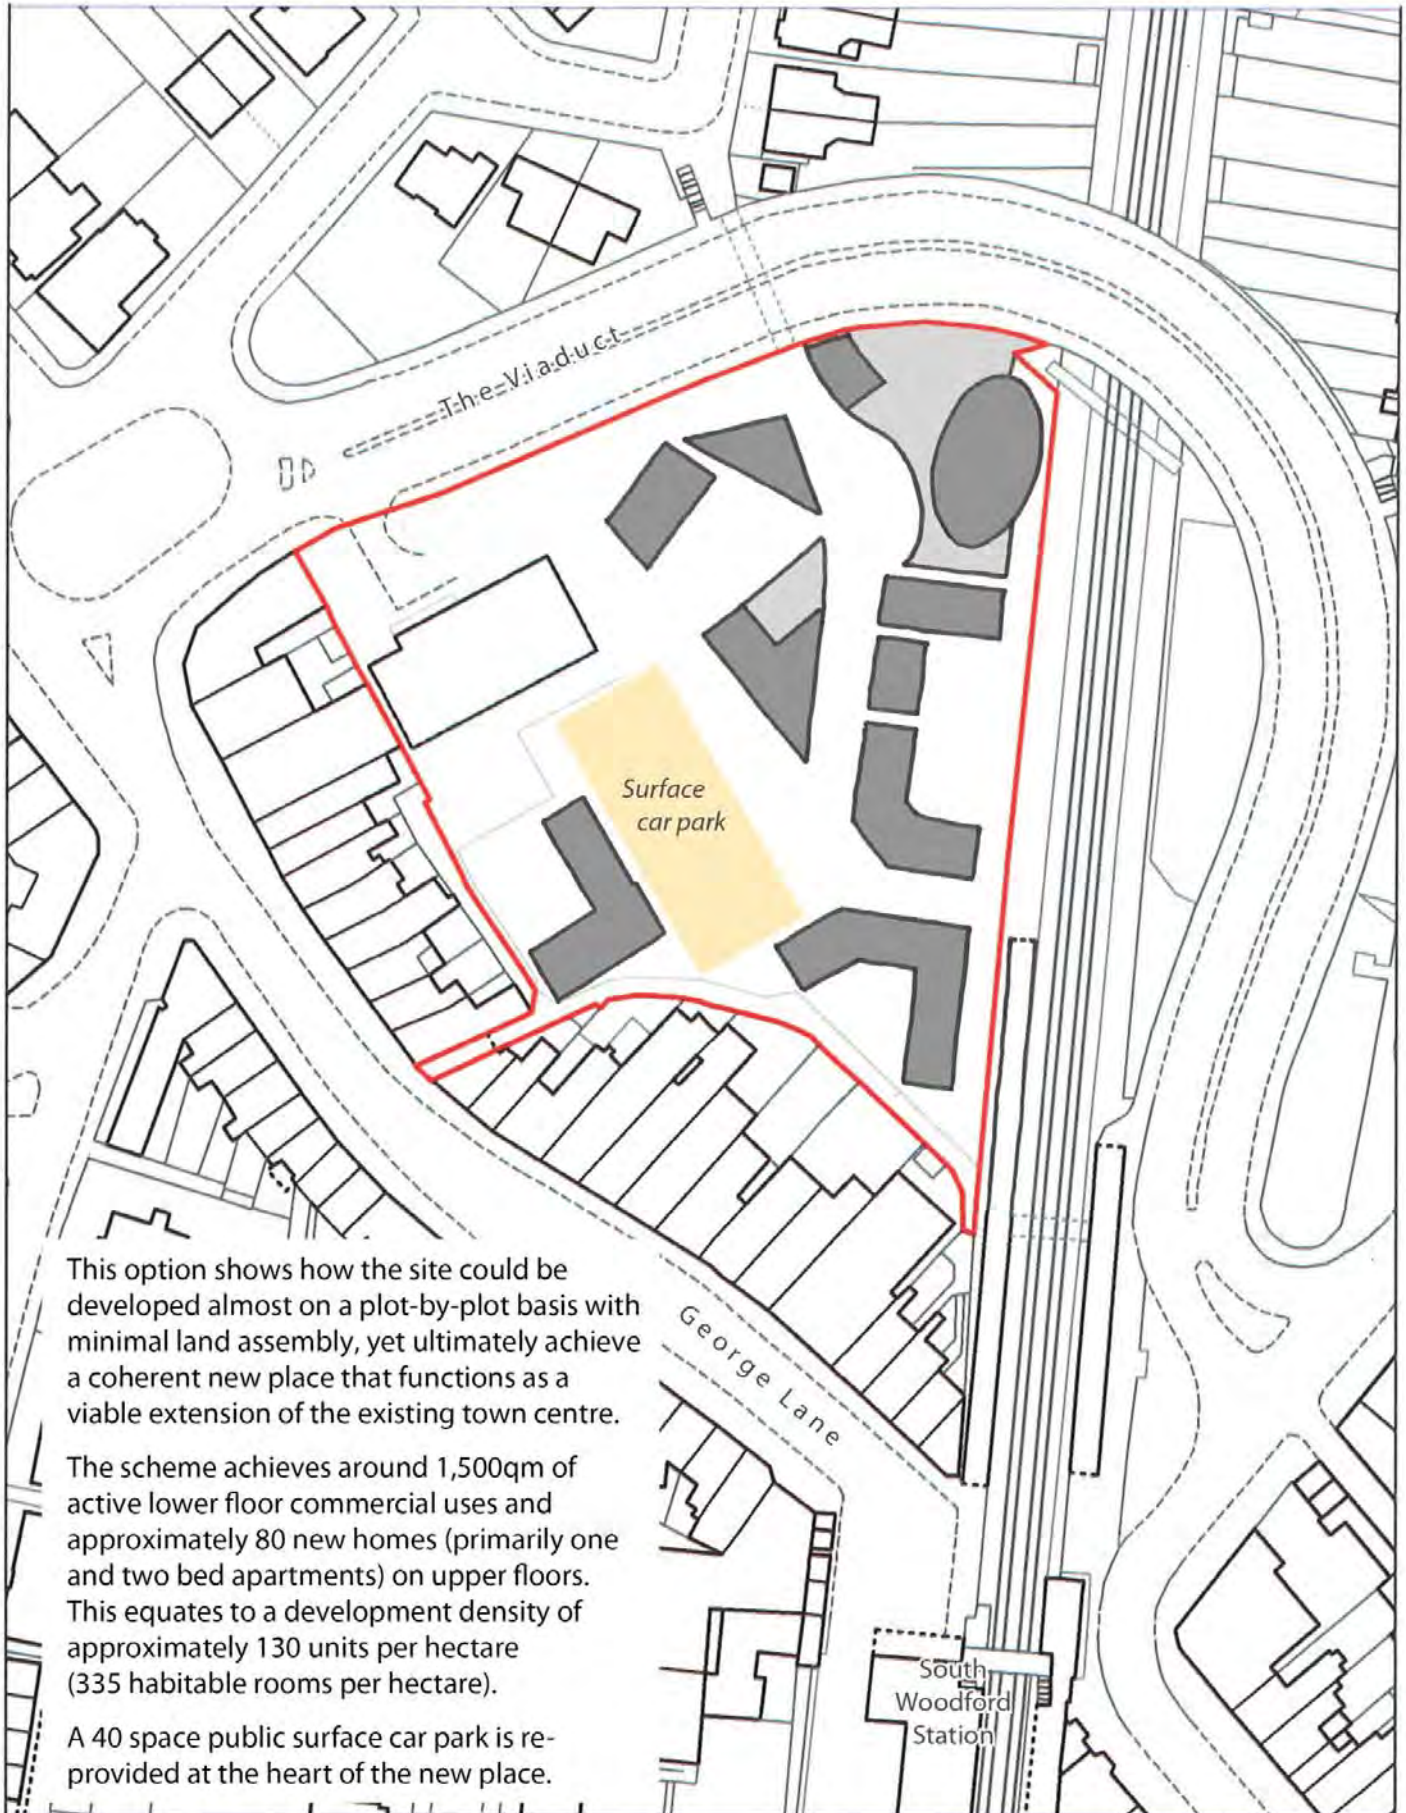 The Viaduct
Surface
car park
This option shows how the site could be
developed almost on a plot-by-plot basis with
minimal land assembly, yet ultimately achieve
a coherent new place that functions as a
viable extension of the existing town centre.
The scheme achieves around 1,500qm of
active lower floor commercial uses and
approximately 80 new homes (primarily one
and two bed apartments) on upper floors.
This equates to a development density of
approximately 130 units per hectare
(335 habitable rooms per hectare).
A 40 space public surface car park is re-
provided at the heart of the new place.
George Lane
South
Woodford
Station